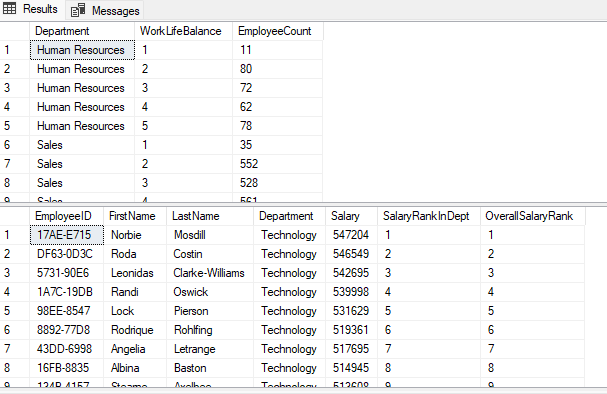 Results Messages
Department WorkLifeBalance EmployeeCount
1 Human Resources 1 11
2 Human Resources 2 80
3 Human Resources 3 72
4 Human Resources 4 62
5 Human Resources 5 78
6 Sales 1 35
7 Sales 2 552
8 Sales 3 528
9 Sales 4 561
EmployeeID FirstName LastName Department Salary SalaryRankInDept OverallSalaryRank
1 17AE-E715 Norbie Mosdill Technology 547204 1 1
2 DF63-0D3C Roda Costin Technology 546549 2 2
3 5731-90E6 Leonidas Clarke-Williams Technology 542695 3 3
4 1A7C-19DB Randi Oswick Technology 539998 4 4
5 98EE-8547 Lock Pierson Technology 531629 5 5
6 8892-77D8 Rodrique Rohlfing Technology 519361 6 6
7 43DD-6998 Angelia Letrange Technology 517695 7 7
8 16FB-8835 Albina Baston Technology 514945 8 8
9 134B-4157 Technology 513608 9 9